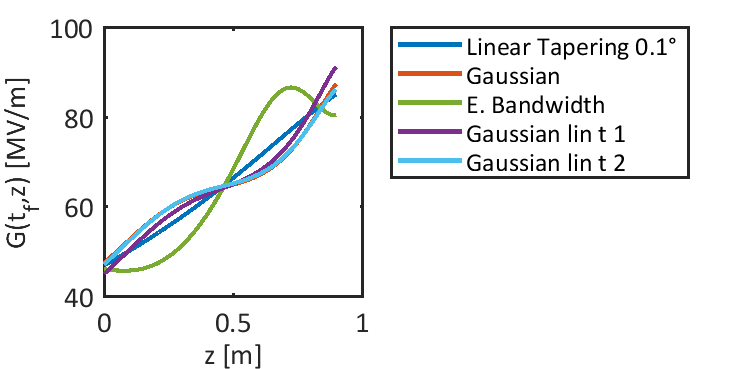 100
80
60
40
0
0.5
1
z [m]
G(t_f,z) [MV/m]
Linear Tapering 0.1°
Gaussian
E. Bandwidth
Gaussian lin t 1
Gaussian lin t 2